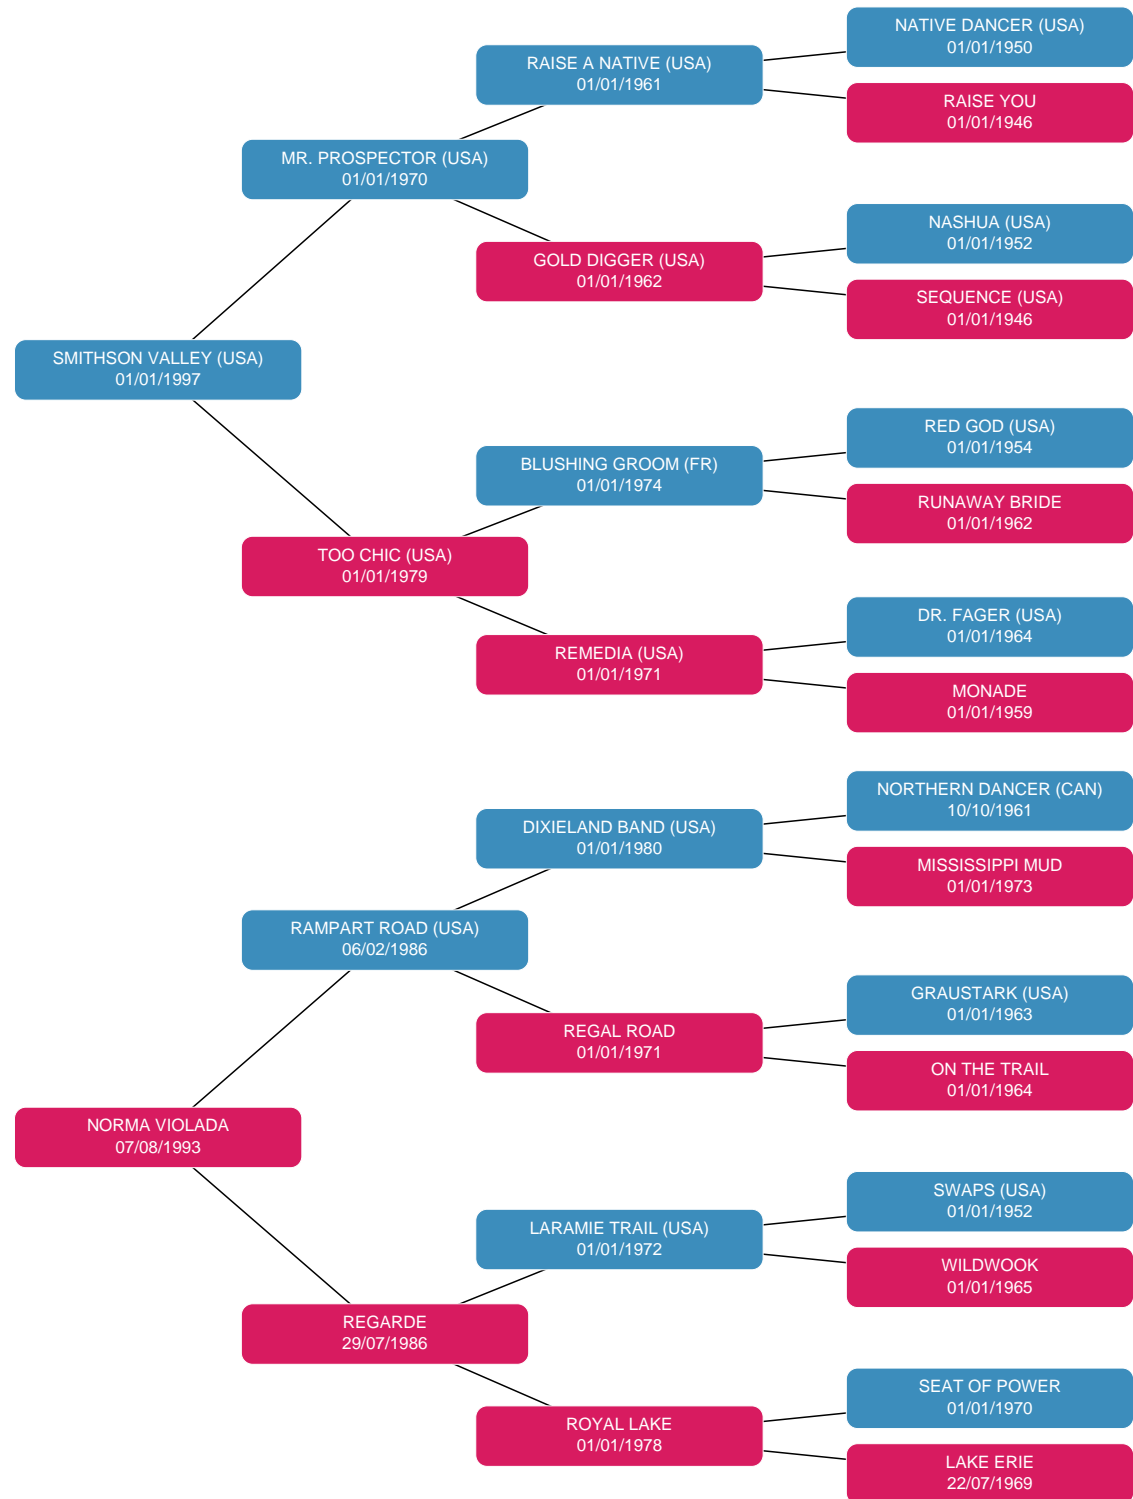 NATIVE DANCER (USA)
01/01/1950
RAISE A NATIVE (USA)
01/01/1961
RAISE YOU
01/01/1946
MR. PROSPECTOR (USA)
01/01/1970
NASHUA (USA)
01/01/1952
GOLD DIGGER (USA)
01/01/1962
SEQUENCE (USA)
01/01/1946
SMITHSON VALLEY (USA)
01/01/1997
RED GOD (USA)
01/01/1954
BLUSHING GROOM (FR)
01/01/1974
RUNAWAY BRIDE
01/01/1962
TOO CHIC (USA)
01/01/1979
DR. FAGER (USA)
01/01/1964
REMEDIA (USA)
01/01/1971
MONADE
01/01/1959
NORTHERN DANCER (CAN)
10/10/1961
DIXIELAND BAND (USA)
01/01/1980
MISSISSIPPI MUD
01/01/1973
RAMPART ROAD (USA)
06/02/1986
GRAUSTARK (USA)
01/01/1963
REGAL ROAD
01/01/1971
ON THE TRAIL
01/01/1964
NORMA VIOLADA
07/08/1993
SWAPS (USA)
01/01/1952
LARAMIE TRAIL (USA)
01/01/1972
WILDWOOK
01/01/1965
REGARDE
29/07/1986
SEAT OF POWER
01/01/1970
ROYAL LAKE
01/01/1978
LAKE ERIE
22/07/1969